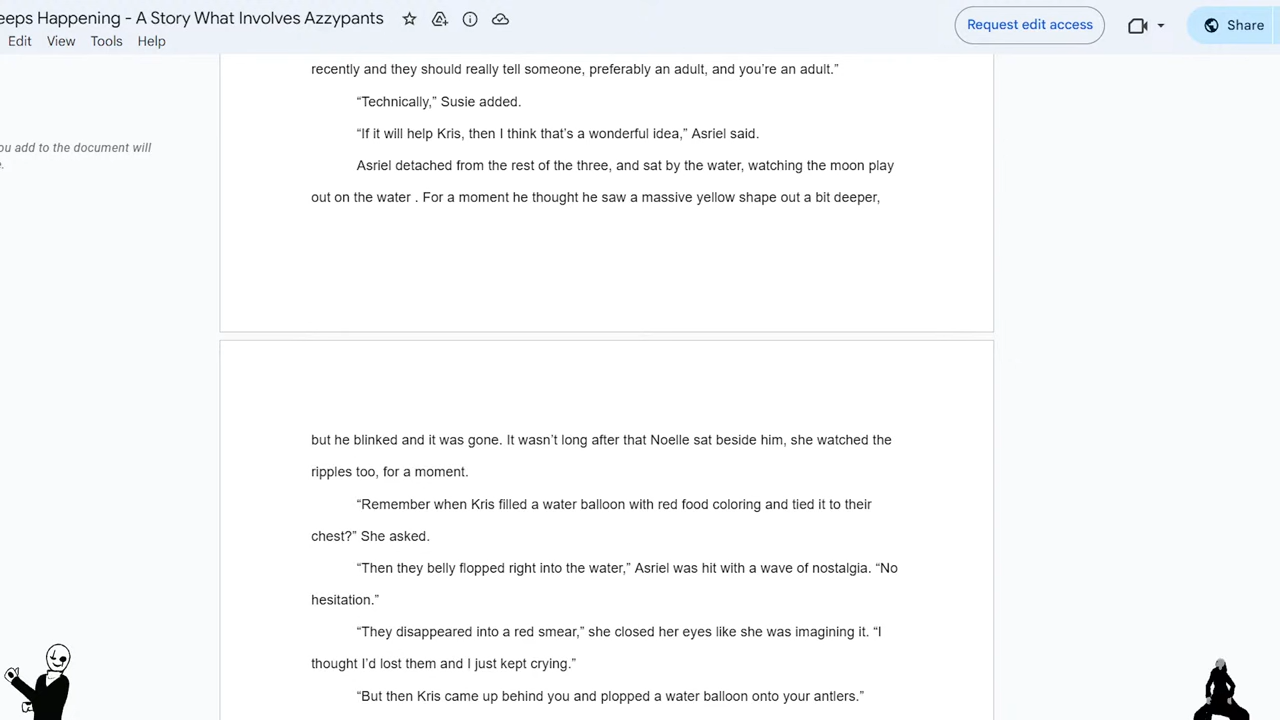 eeps Happening - A Story What Involves Azzypants
Request edit access
Share
Edit View Tools Help
recently and they should really tell someone, preferably an adult, and you’re an adult.”
“Technically,” Susie added.
ou add to the document will
“If it will help Kris, then I think that’s a wonderful idea,” Asriel said.
Asriel detached from the rest of the three, and sat by the water, watching the moon play
out on the water . For a moment he thought he saw a massive yellow shape out a bit deeper,
but he blinked and it was gone. It wasn’t long after that Noelle sat beside him, she watched the
ripples too, for a moment.
“Remember when Kris filled a water balloon with red food coloring and tied it to their
chest?” She asked.
“Then they belly flopped right into the water,” Asriel was hit with a wave of nostalgia. “No
hesitation.”
“They disappeared into a red smear,” she closed her eyes like she was imagining it. “I
thought I’d lost them and I just kept crying.”
“But then Kris came up behind you and plopped a water balloon onto your antlers.”